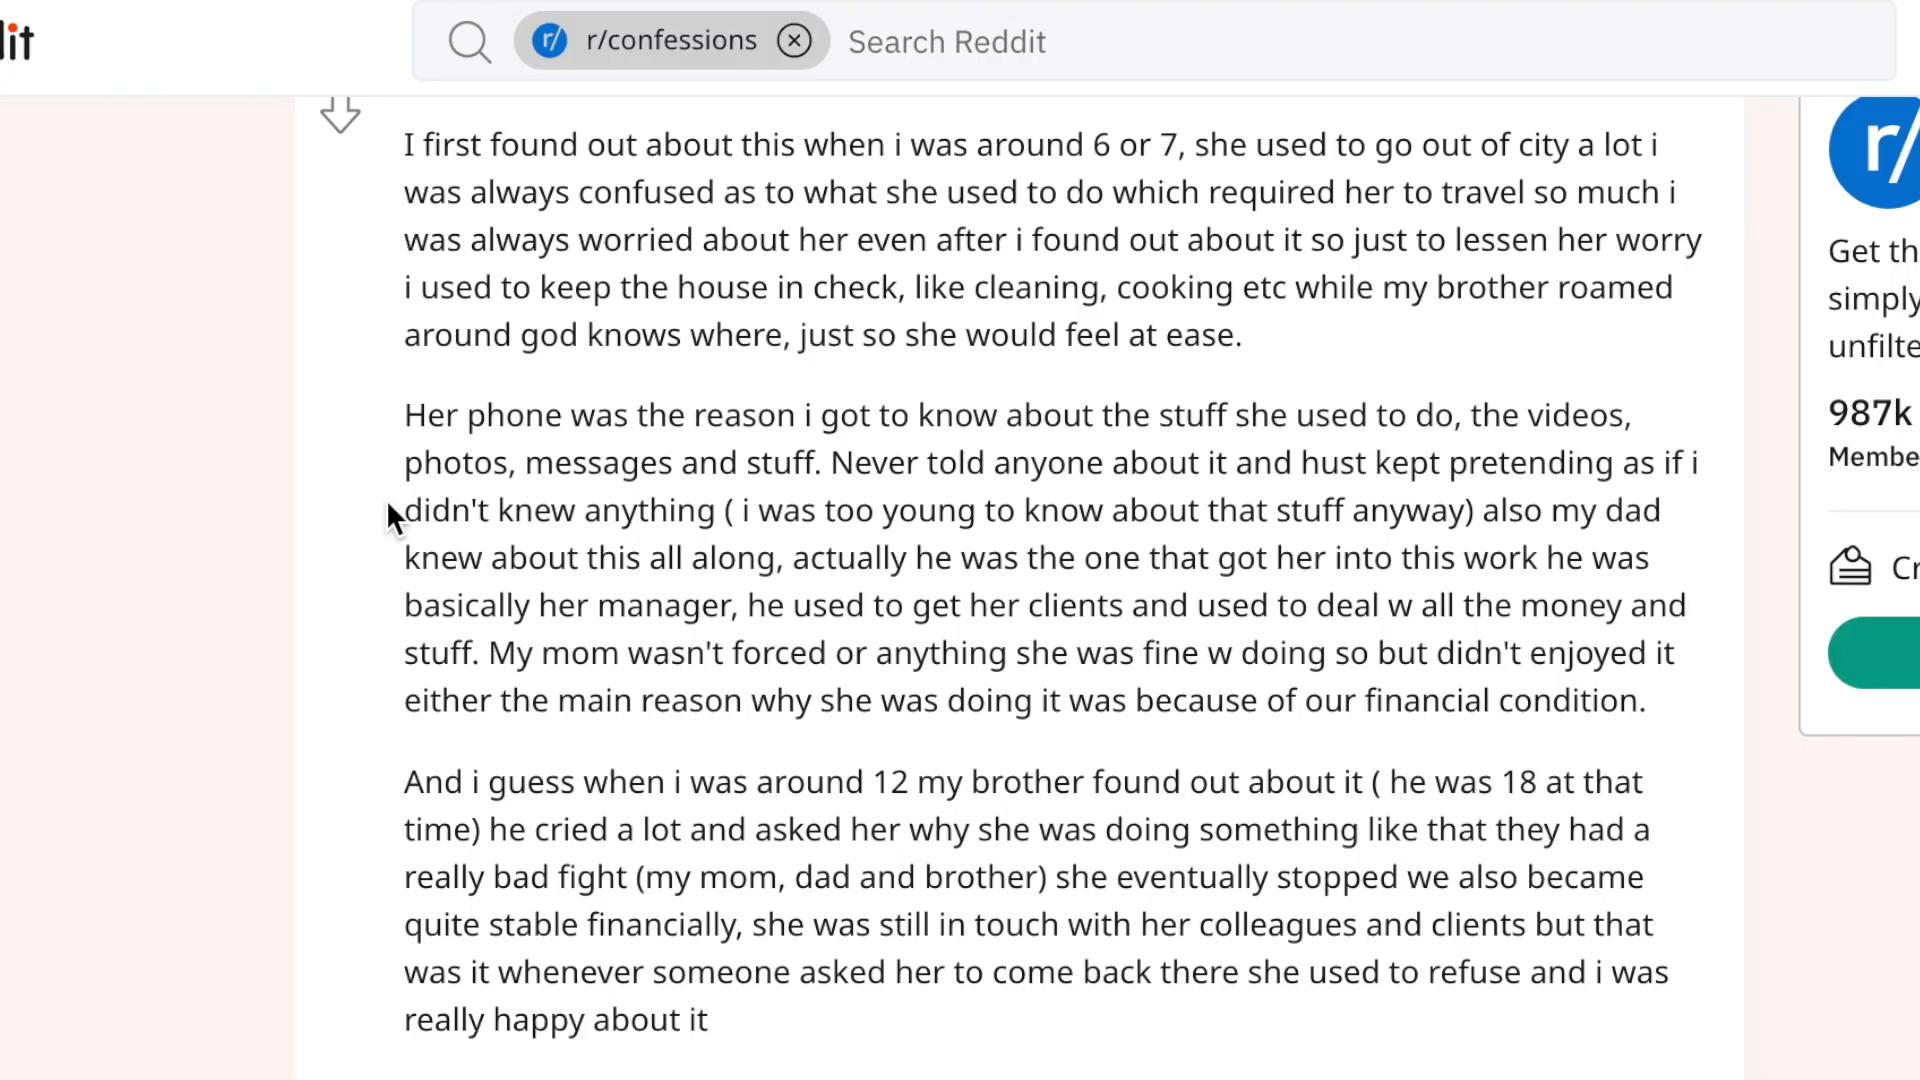 lit
r/ r/confessions Search Reddit
I first found out about this when i was around 6 or 7, she used to go out of city a lot i
was always confused as to what she used to do which required her to travel so much i
was always worried about her even after i found out about it so just to lessen her worry
i used to keep the house in check, like cleaning, cooking etc while my brother roamed
around god knows where, just so she would feel at ease.
Her phone was the reason i got to know about the stuff she used to do, the videos,
photos, messages and stuff. Never told anyone about it and hust kept pretending as if i
didn't knew anything ( i was too young to know about that stuff anyway) also my dad
knew about this all along, actually he was the one that got her into this work he was
basically her manager, he used to get her clients and used to deal w all the money and
stuff. My mom wasn't forced or anything she was fine w doing so but didn't enjoyed it
either the main reason why she was doing it was because of our financial condition.
And i guess when i was around 12 my brother found out about it ( he was 18 at that
time) he cried a lot and asked her why she was doing something like that they had a
really bad fight (my mom, dad and brother) she eventually stopped we also became
quite stable financially, she was still in touch with her colleagues and clients but that
was it whenever someone asked her to come back there she used to refuse and i was
really happy about it
r/
Get th
simply
unfilte
987k
Membe
Cr